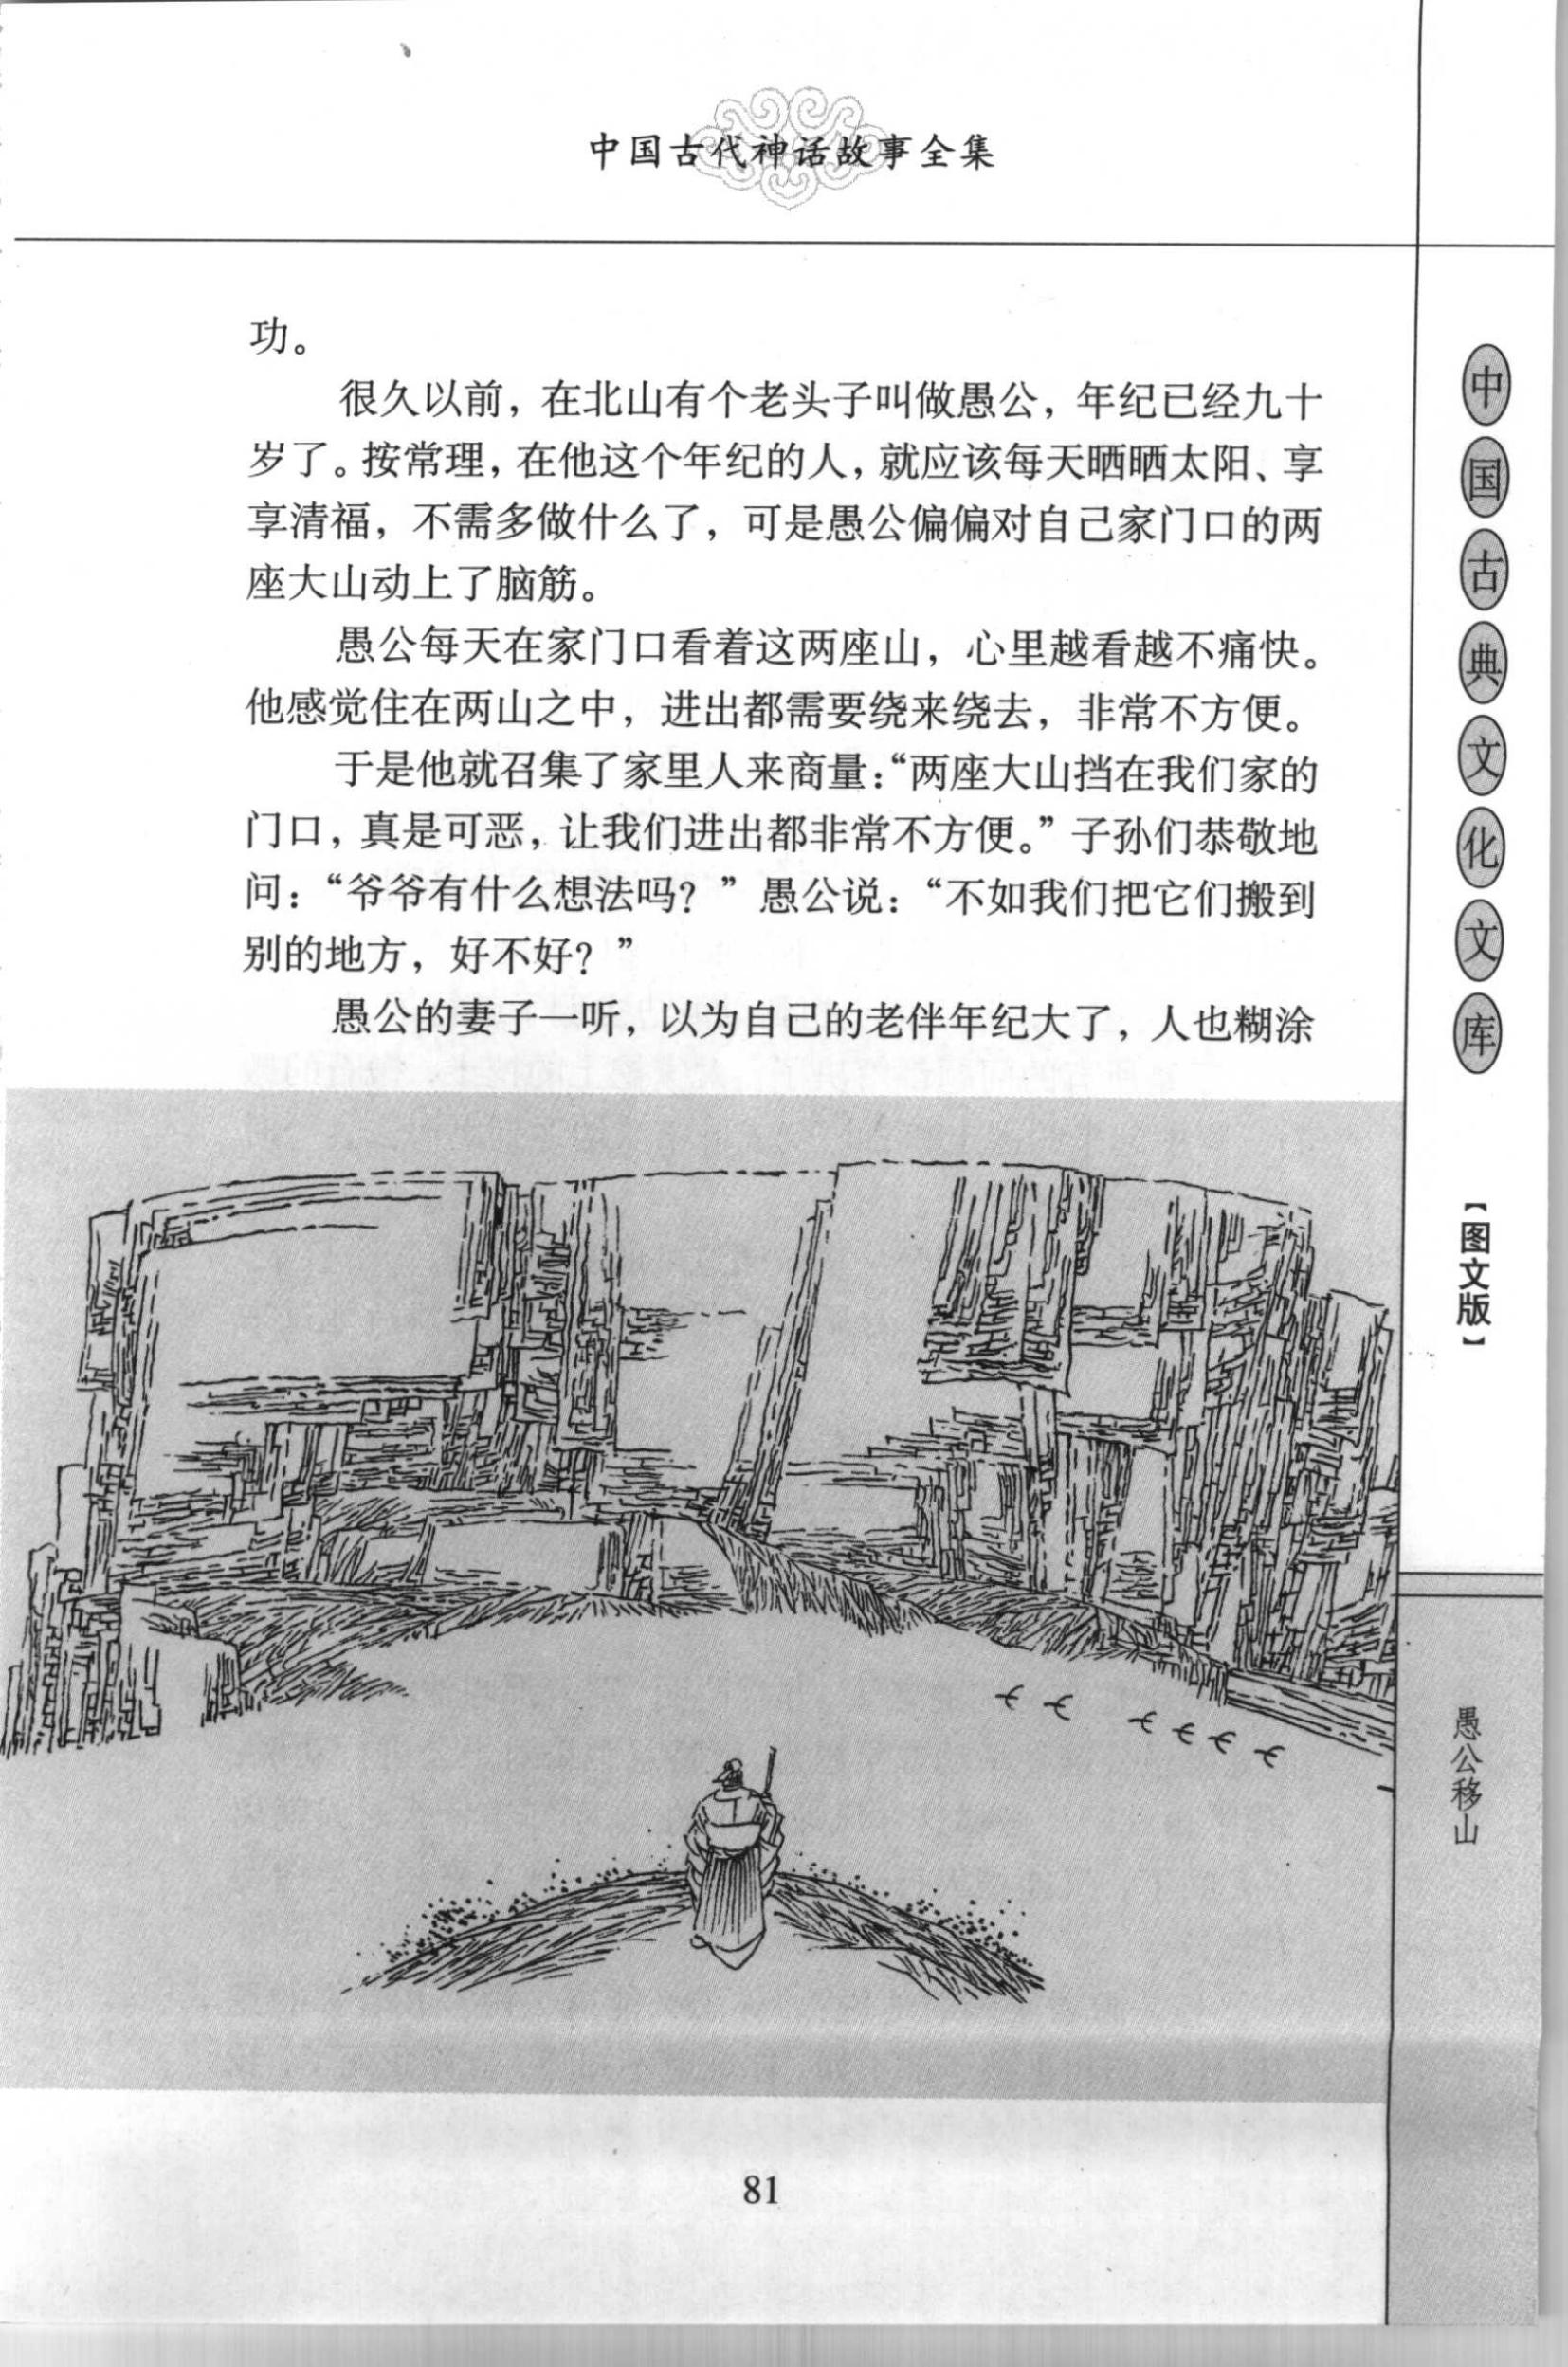 中国古代神话故事全集
功。
很久以前，在北山有个老头子叫做愚公，年纪已经九十
岁了。按常理，在他这个年纪的人，就应该每天晒晒太阳、享
享清福，不需多做什么了，可是愚公偏偏对自己家门口的两
座大山动上了脑筋。
愚公每天在家门口看着这两座山，心里越看越不痛快。
他感觉住在两山之中，进出都需要绕来绕去，非常不方便。
于是他就召集了家里人来商量：“两座大山挡在我们家的
门口，真是可恶，让我们进出都非常不方便。”子孙们恭敬地
问：“爷爷有什么想法吗？”愚公说：“不如我们把它们搬到
别的地方，好不好？”
愚公的妻子一听，以为自己的老伴年纪大了，人也糊涂
中国古典文化文库
【图文版】
愚公移山
81